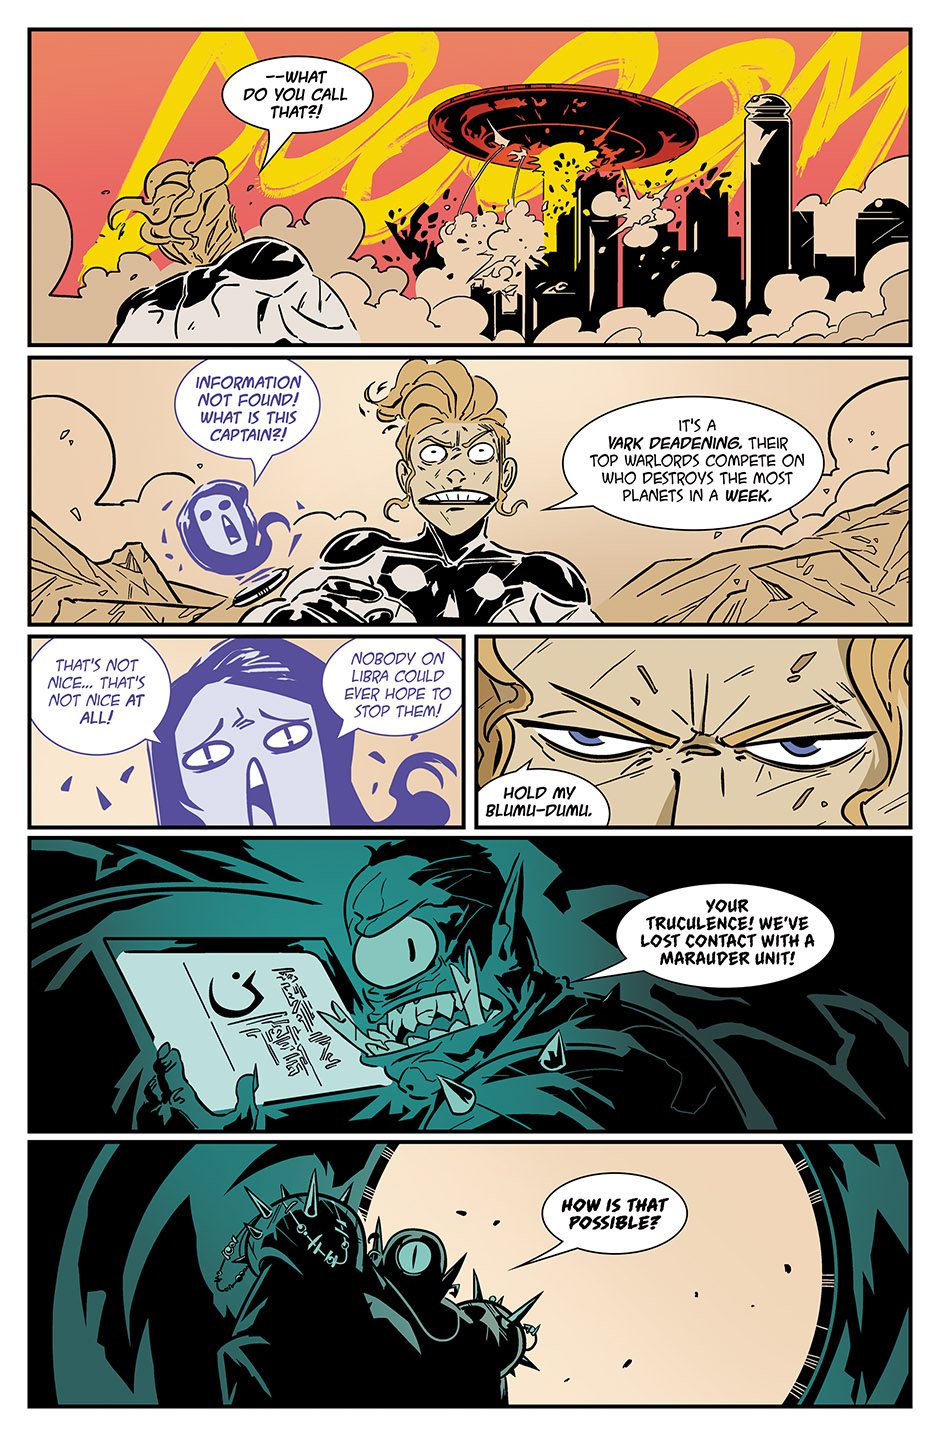 DOOOOM
--WHAT
DO YOU CALL
THAT?!
INFORMATION
NOT FOUND!
WHAT IS THIS
CAPTAIN?!
IT'S A
VARK DEADENING. THEIR
TOP WARLORDS COMPETE ON
WHO DESTROYS THE MOST
PLANETS IN A WEEK.
THAT'S NOT
NICE... THAT'S
NOT NICE AT
ALL!
NOBODY ON
LIBRA COULD
EVER HOPE TO
STOP THEM!
HOLD MY
BLUMU-DUMU.
YOUR
TRUCULENCE! WE'VE
LOST CONTACT WITH A
MARAUDER UNIT!
HOW IS THAT
POSSIBLE?